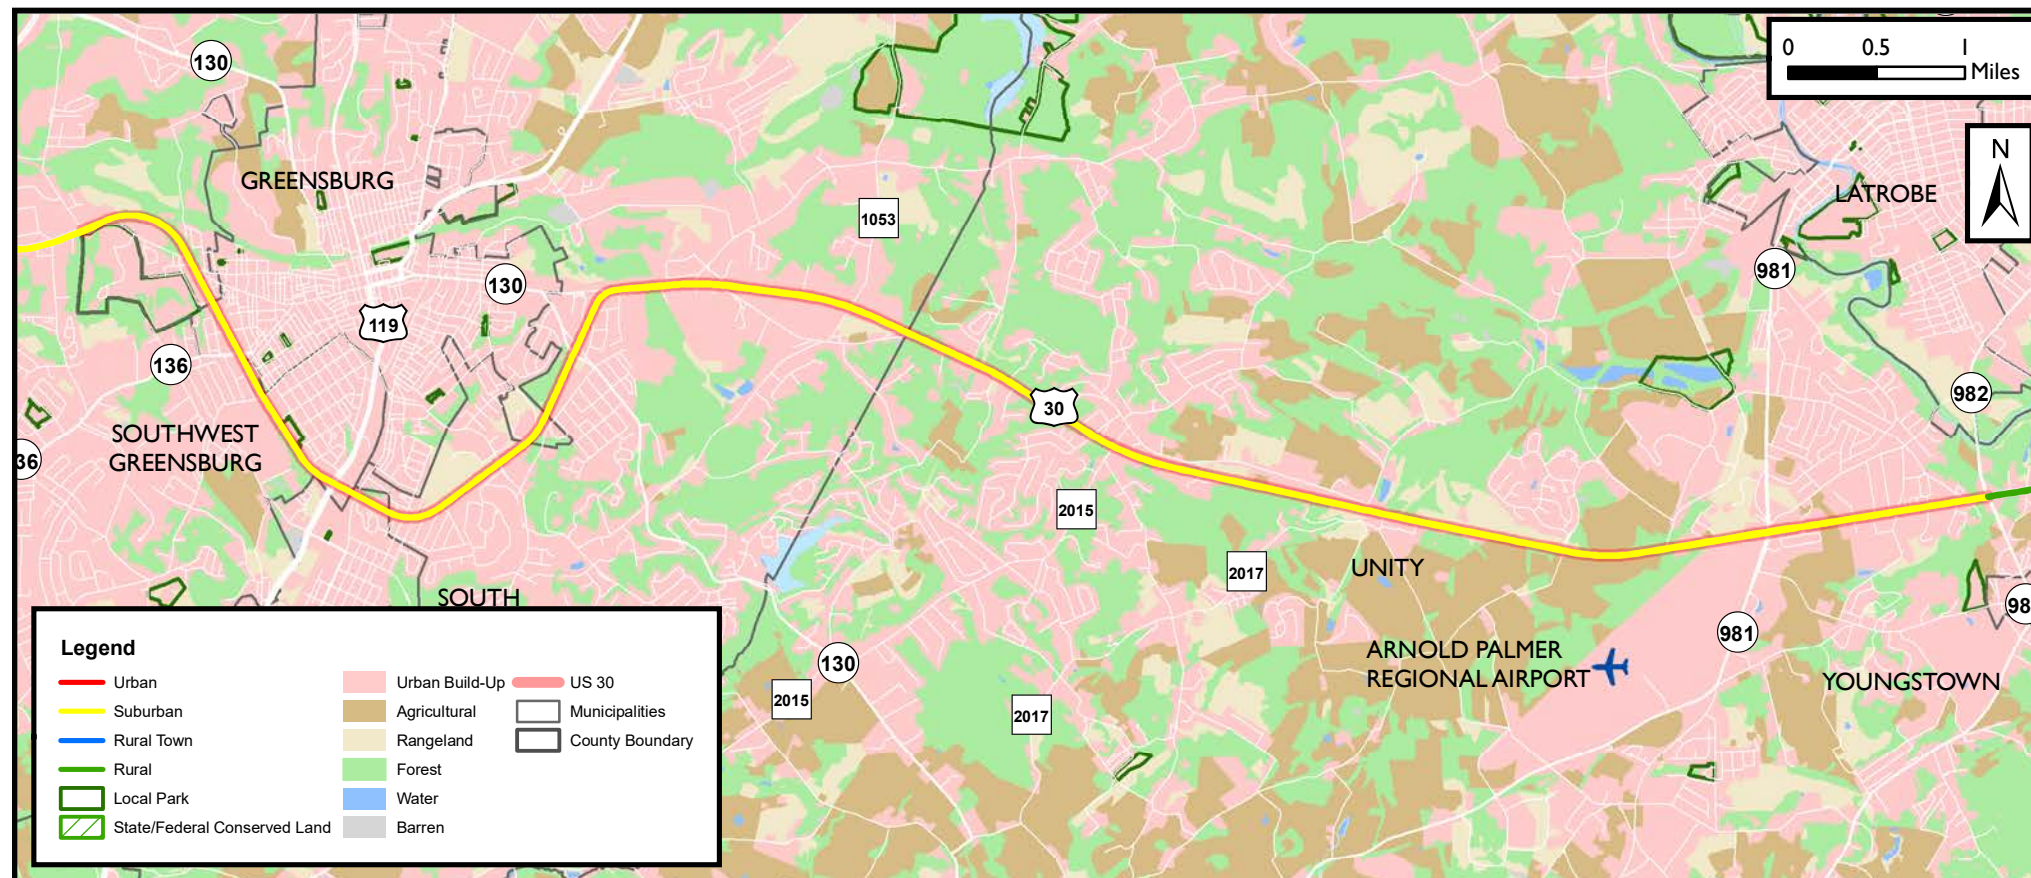 130
0 0.5 1
Miles
N
GREENSBURG
LATROBE
1053
981
130
119
136
982
30
SOUTHWEST
GREENSBURG
36
2015
2017
UNITY
SOUTH
98
981
130
ARNOLD PALMER
REGIONAL AIRPORT
YOUNGSTOWN
2015
2017
Legend
Urban
Suburban
Rural Town
Rural
Local Park
State/Federal Conserved Land
Urban Build-Up
Agricultural
Rangeland
Forest
Water
Barren
US 30
Municipalities
County Boundary